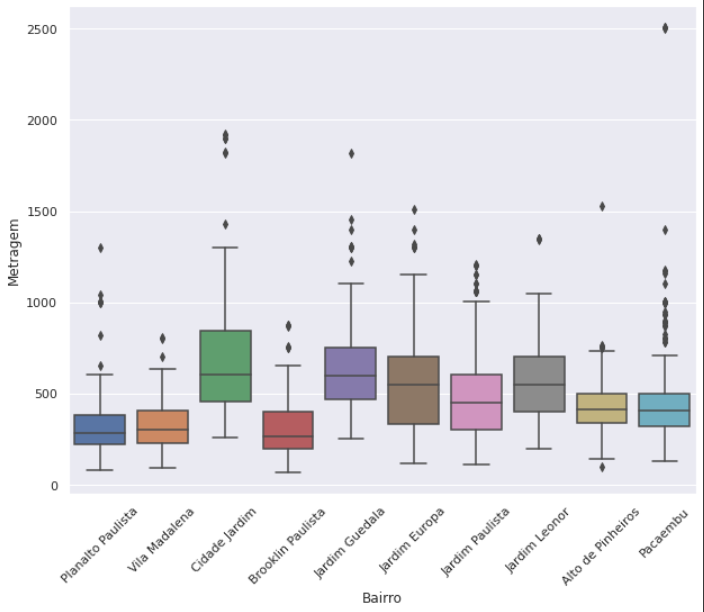 2500
2000
1500
1000
500
0
Metragem
Planalto Paulista
Vila Madalena
Cidade Jardim
Brooklin Paulista
Jardim Guedala
Jardim Europa
Jardim Paulista
Jardim Leonor
Alto de Pinheiros
Pacaembu
Bairro